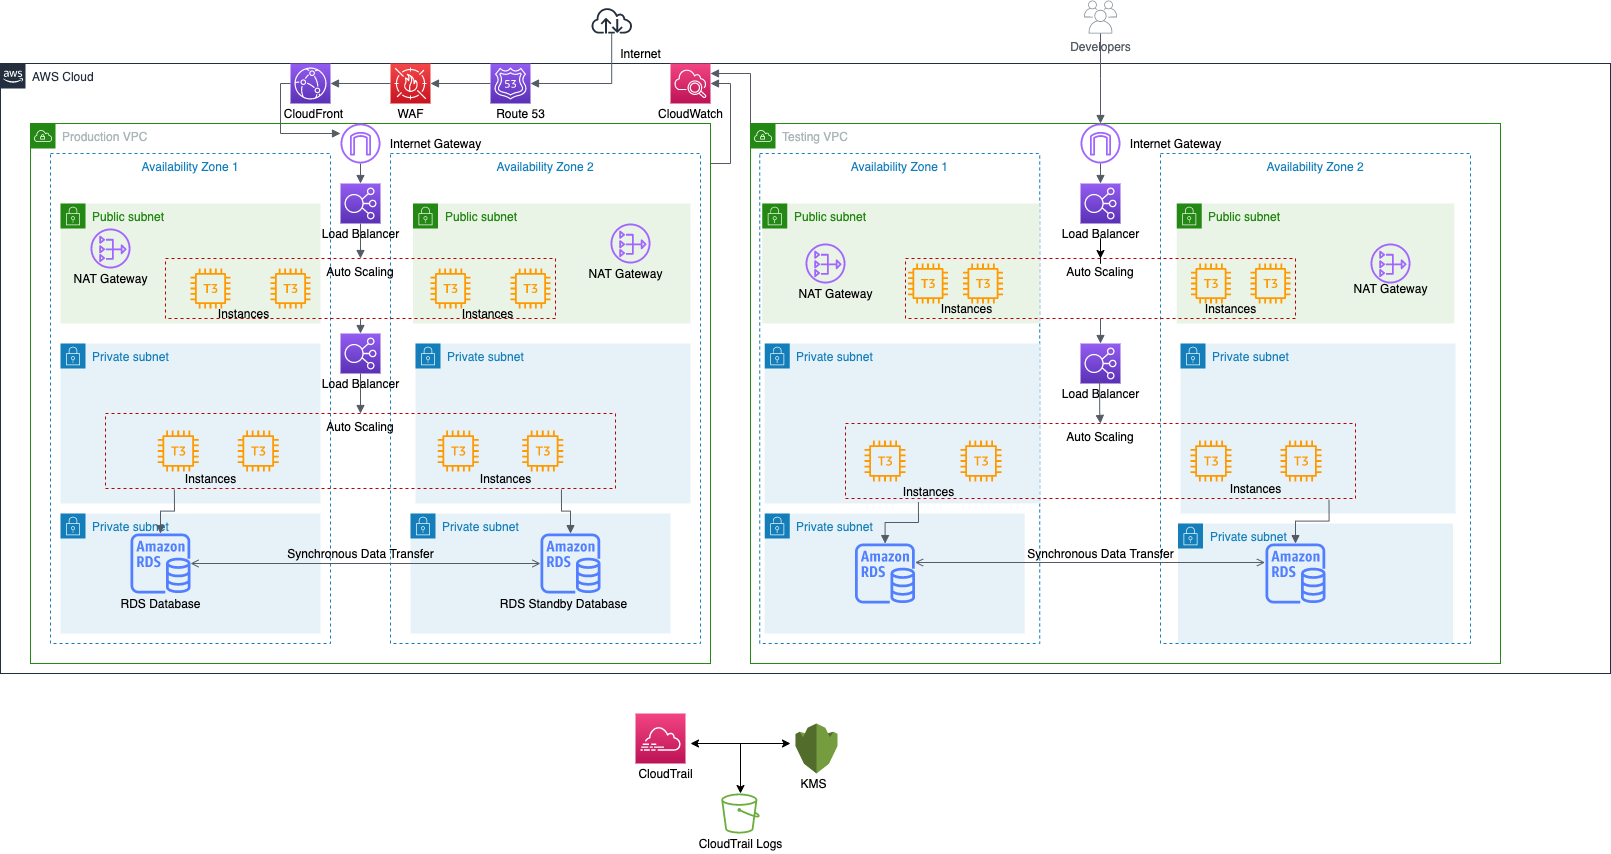 Internet
Developers
aws
AWS Cloud
53
CloudFront
WAF
Route 53
CloudWatch
Production VPC
Internet Gateway
Availability Zone 1
Availability Zone 2
Public subnet
Public subnet
Load Balancer
NAT Gateway
NAT Gateway
Auto Scaling
T3
T3
T3
T3
Instances
Instances
Private subnet
Private subnet
Load Balancer
Auto Scaling
T3
T3
T3
T3
Instances
Instances
Private subnet
Private subnet
Amazon
RDS
Amazon
RDS
Synchronous Data Transfer
RDS Database
RDS Standby Database
Testing VPC
Internet Gateway
Availability Zone 1
Availability Zone 2
Public subnet
Public subnet
Load Balancer
NAT Gateway
NAT Gateway
Auto Scaling
T3
T3
T3
T3
Instances
Instances
Private subnet
Private subnet
Load Balancer
Auto Scaling
T3
T3
T3
T3
Instances
Instances
Private subnet
Private subnet
Amazon
RDS
Amazon
RDS
Synchronous Data Transfer
CloudTrail
KMS
CloudTrail Logs